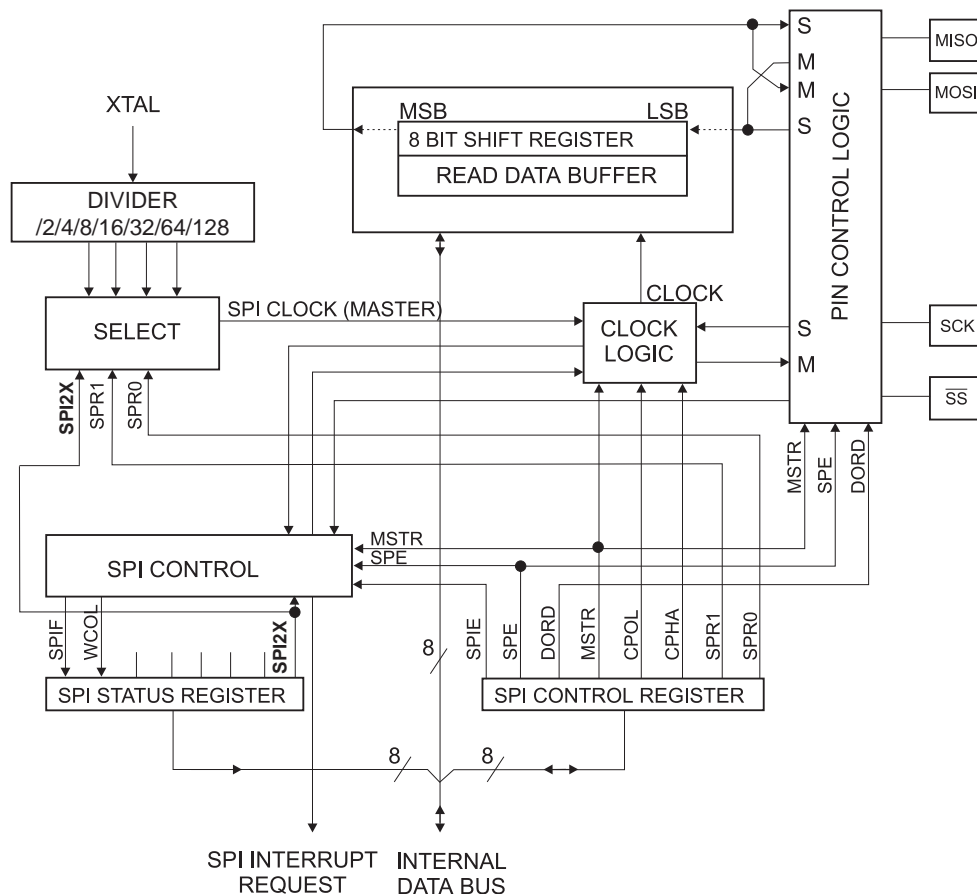 S
MISO
M
M
MOSI
XTAL
MSB
LSB
S
8 BIT SHIFT REGISTER
READ DATA BUFFER
PIN CONTROL LOGIC
DIVIDER
/2/4/8/16/32/64/128
SPI CLOCK (MASTER)
CLOCK
SELECT
CLOCK
LOGIC
S
M
SCK
SS
SPI2X
SPR1
SPR0
MSTR
SPE
DORD
MSTR
SPE
SPI CONTROL
SPIF
WCOL
SPI2X
SPIE
SPE
DORD
MSTR
CPOL
CPHA
SPR1
SPR0
8
SPI STATUS REGISTER
SPI CONTROL REGISTER
8
8
SPI INTERRUPT
REQUEST
INTERNAL
DATA BUS